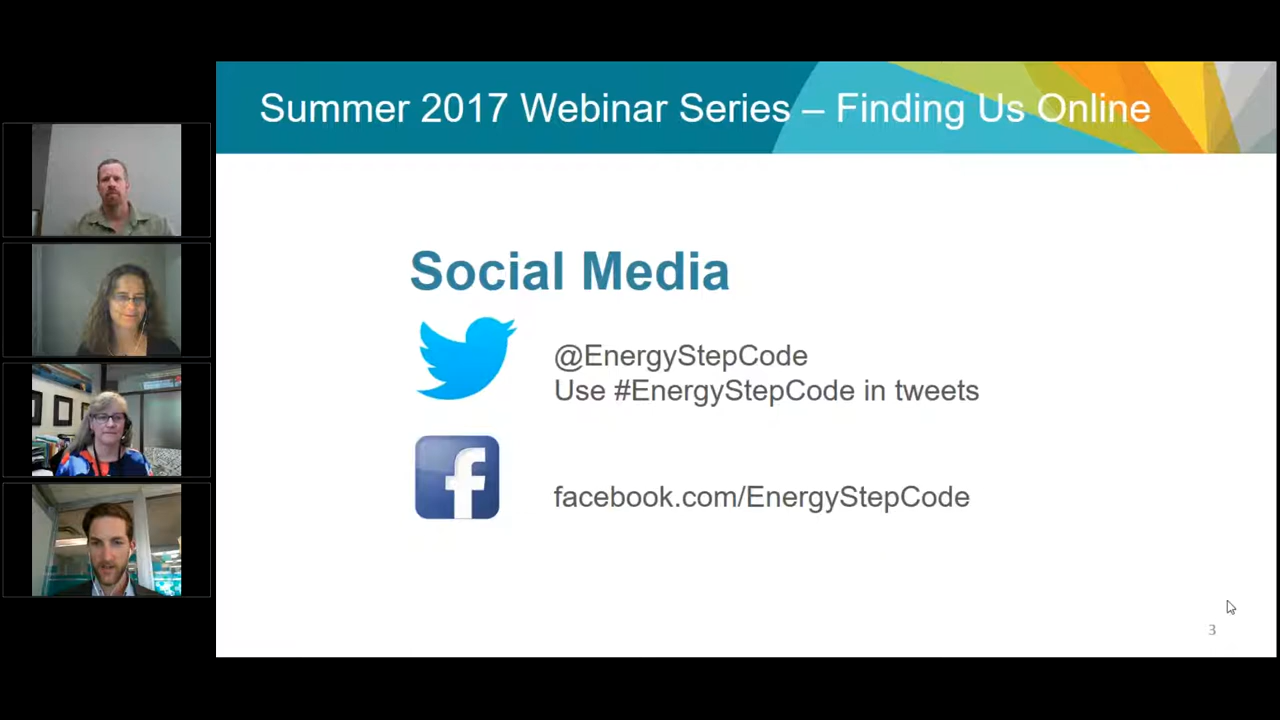 Summer 2017 Webinar Series – Finding Us Online
Social Media
@EnergyStepCode
Use #EnergyStepCode in tweets
f
facebook.com/EnergyStepCode
3